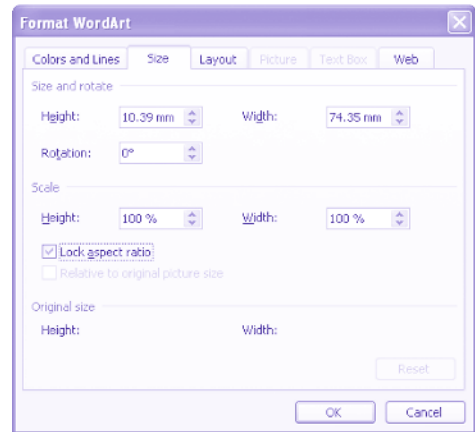 Format WordArt
Colors and Lines Size Layout Picture Text Box Web
Size and rotate
Height: 10.39 mm Width: 74.35 mm
Rotation: 0°
Scale
Height: 100 % Width: 100 %
Lock aspect ratio
Relative to original picture size
Original size
Height: Width:
Reset
OK Cancel